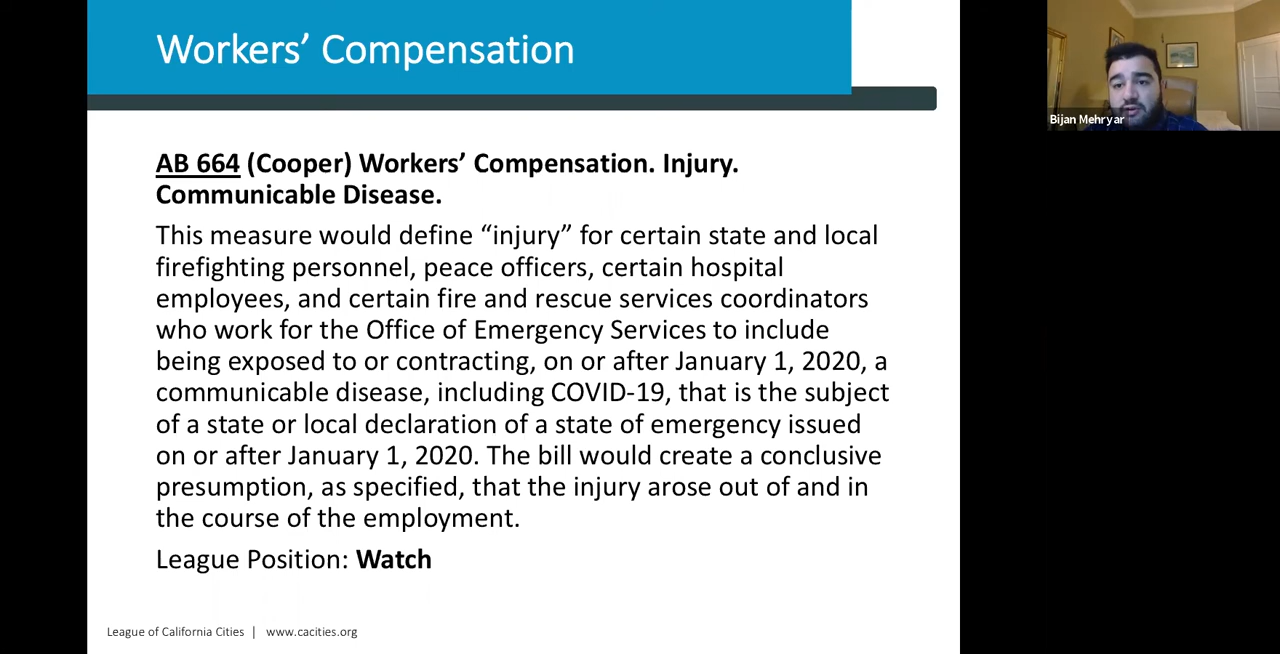 Workers’ Compensation
Bijan Mehryar
AB 664 (Cooper) Workers’ Compensation. Injury.
Communicable Disease.
This measure would define “injury” for certain state and local
firefighting personnel, peace officers, certain hospital
employees, and certain fire and rescue services coordinators
who work for the Office of Emergency Services to include
being exposed to or contracting, on or after January 1, 2020, a
communicable disease, including COVID-19, that is the subject
of a state or local declaration of a state of emergency issued
on or after January 1, 2020. The bill would create a conclusive
presumption, as specified, that the injury arose out of and in
the course of the employment.
League Position: Watch
League of California Cities | www.cacities.org